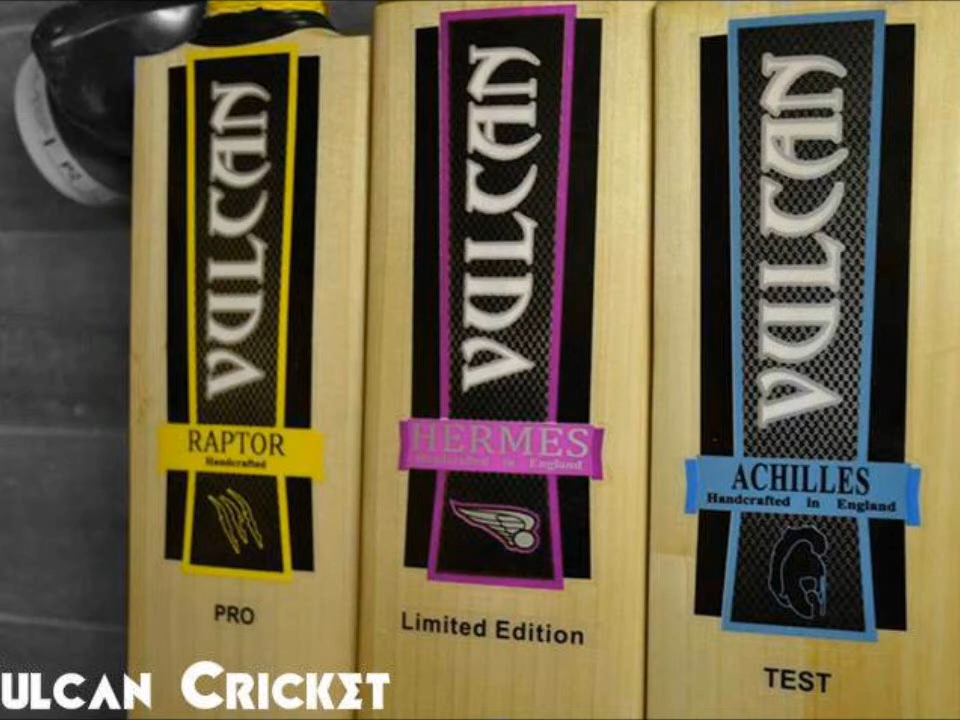 VULCAN
RAPTOR
Handcrafted
PRO
VULCAN
HERMES
Handcrafted in England
Limited Edition
VULCAN
ACHILLES
Handcrafted in England
TEST
ULCAN CRICKET